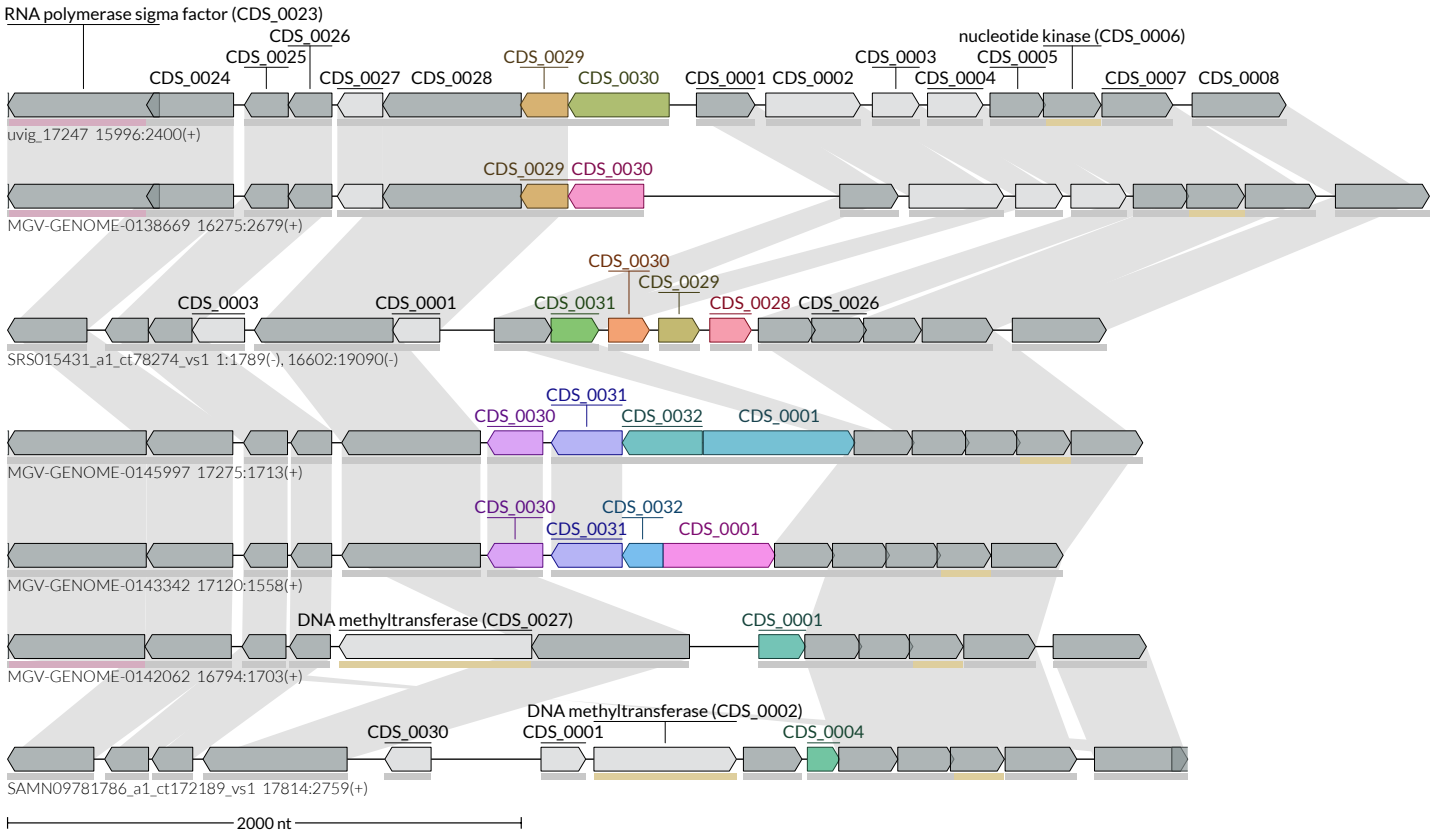 RNA polymerase sigma factor (CDS_0023)
CDS_0026
nucleotide kinase (CDS_0006)
CDS_0025 CDS_0029 CDS_0003 CDS_0005
CDS_0024 CDS_0027 CDS_0028 CDS_0030 CDS_0001 CDS_0002 CDS_0004 CDS_0007 CDS_0008
uvig_17247 15996:2400(+)
CDS_0029 CDS_0030
MGV-GENOME-0138669 16275:2679(+)
CDS_0030
CDS_0029
CDS_0003 CDS_0001 CDS_0031 CDS_0028 CDS_0026
SRS015431_a1_ct78274_vs1 1:1789(-), 16602:19090(-)
CDS_0031
CDS_0030 CDS_0032 CDS_0001
MGV-GENOME-0145997 17275:1713(+)
CDS_0030 CDS_0032
CDS_0031 CDS_0001
MGV-GENOME-0143342 17120:1558(+)
DNA methyltransferase (CDS_0027) CDS_0001
MGV-GENOME-0142062 16794:1703(+)
DNA methyltransferase (CDS_0002)
CDS_0030 CDS_0001 CDS_0004
SAMN09781786_a1_ct172189_vs1 17814:2759(+)
2000 nt